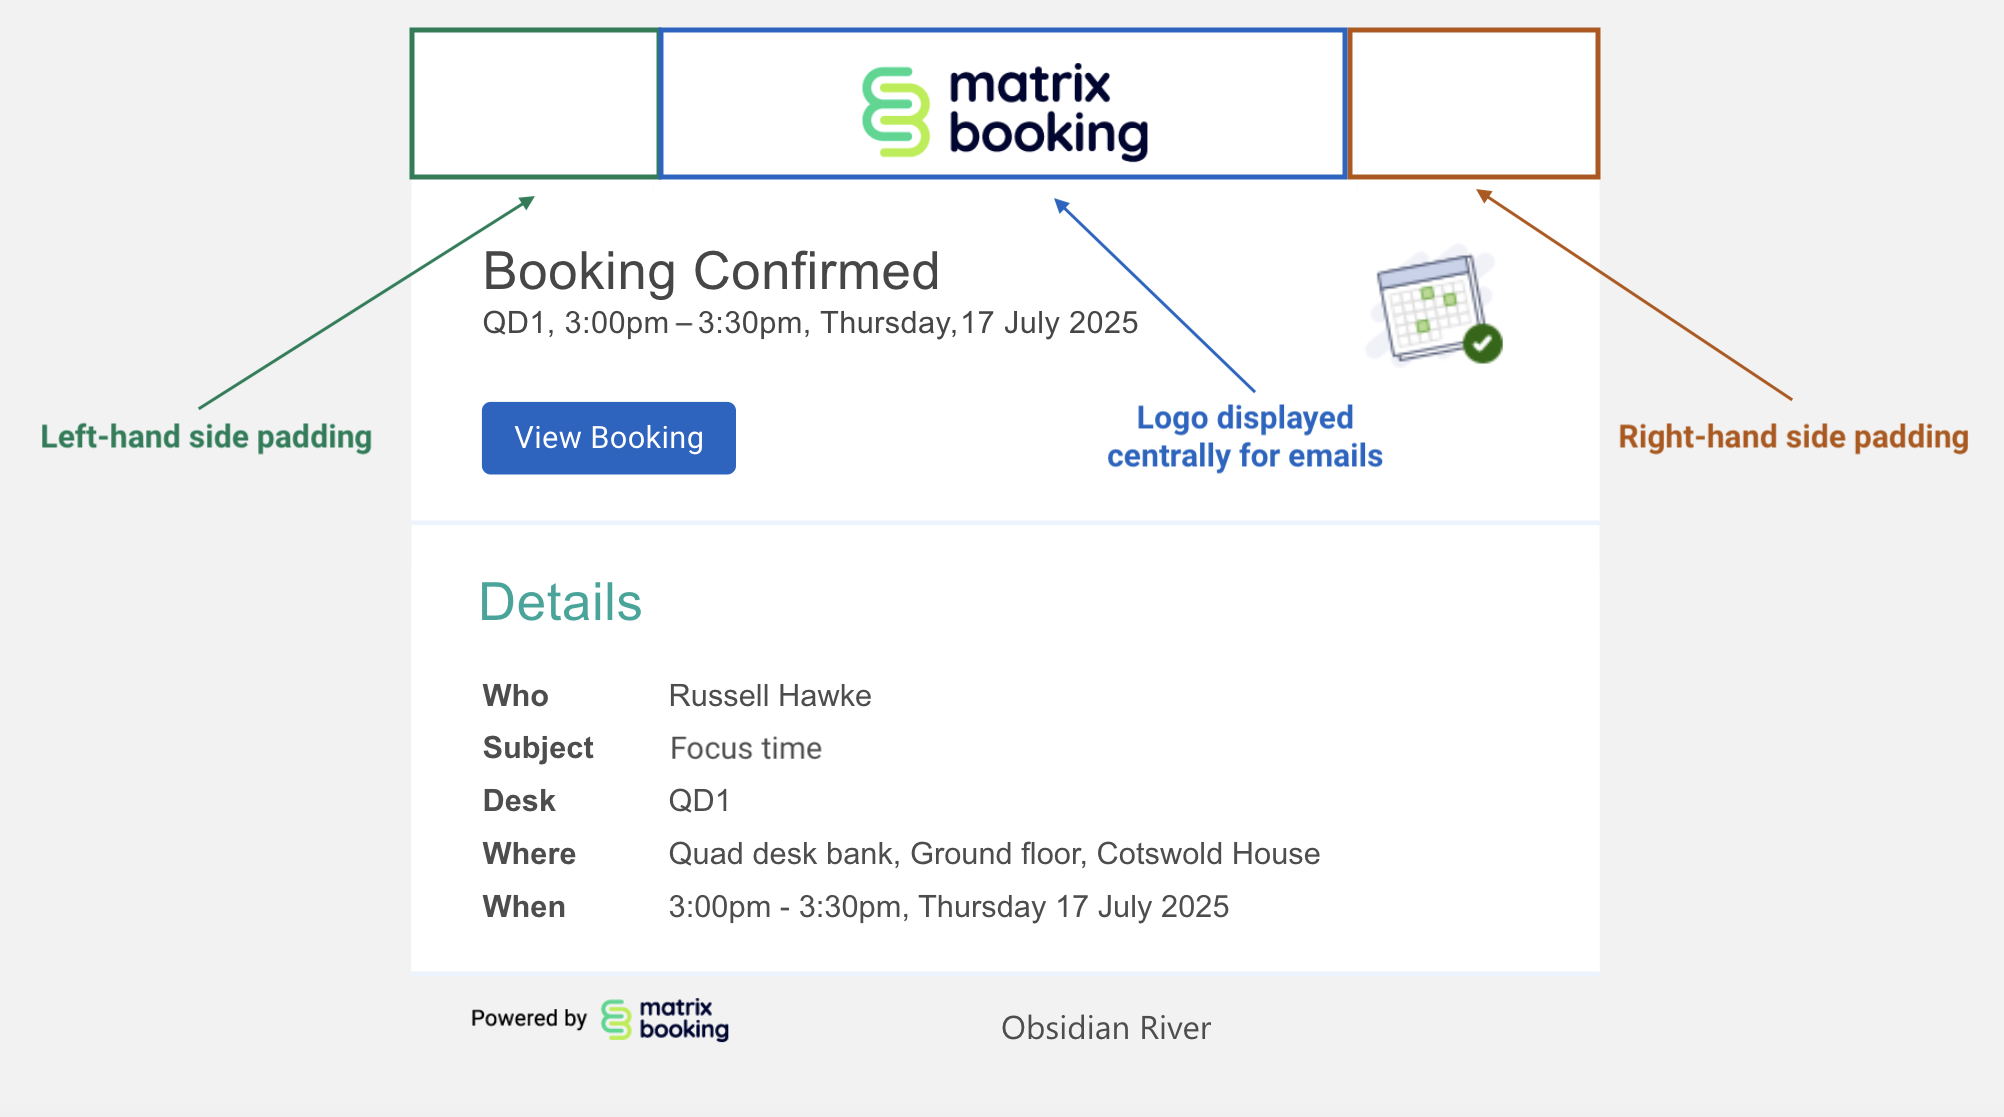 matrix
booking
Booking Confirmed
QD1, 3:00pm – 3:30pm, Thursday, 17 July 2025
Left-hand side padding
View Booking
Logo displayed
centrally for emails
Right-hand side padding
Details
Who Russell Hawke
Subject Focus time
Desk QD1
Where Quad desk bank, Ground floor, Cotswold House
When 3:00pm - 3:30pm, Thursday 17 July 2025
Powered by matrix booking
Obsidian River